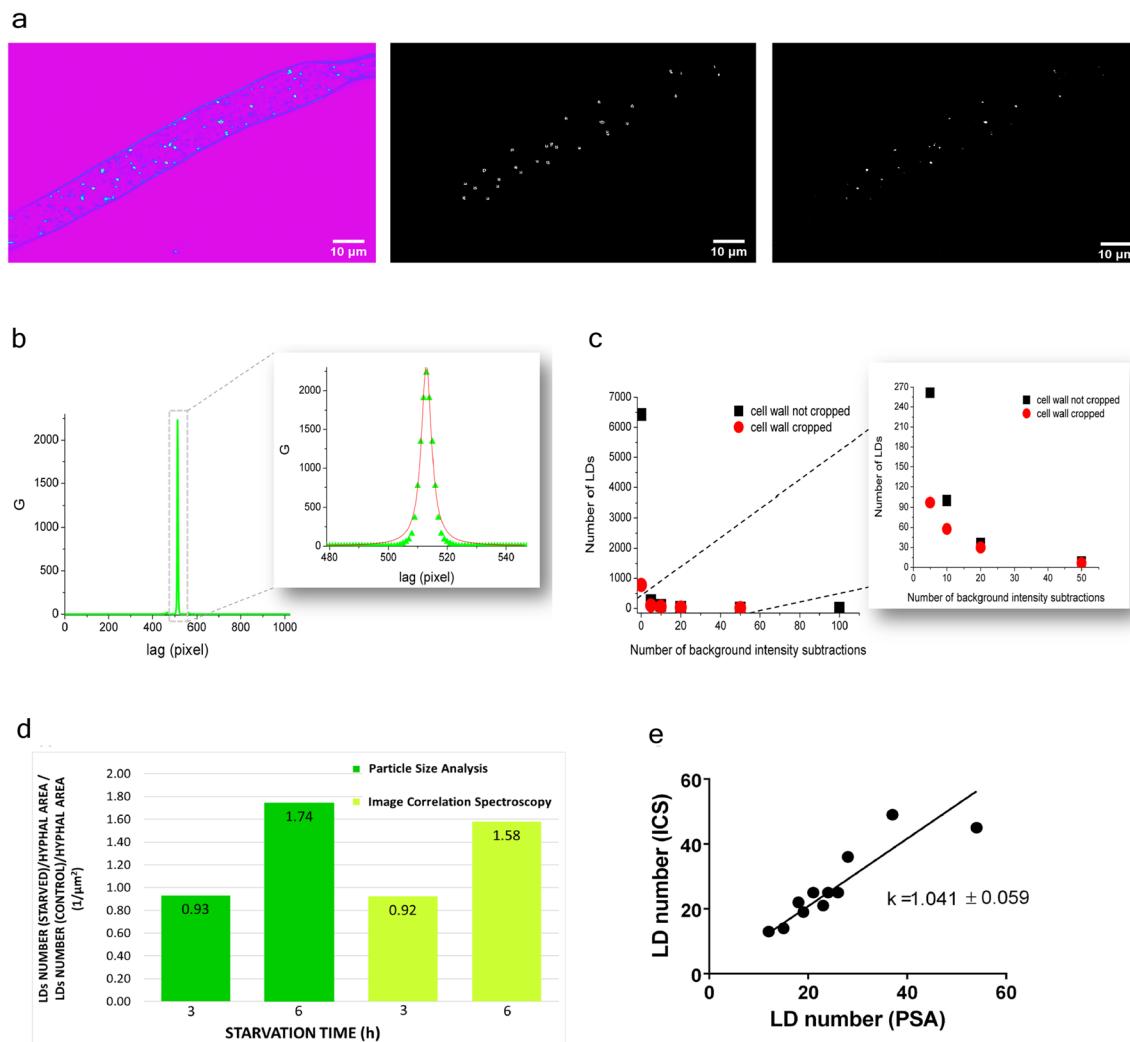 a
10 µm
10 µm
10 µm
b
G
2000
1500
1000
500
0
0 200 400 600 800 1000
lag (pixel)
G
2000
1500
1000
500
0
480 500 520 540
lag (pixel)
c
Number of LDs
7000
6000
5000
4000
3000
2000
1000
0
0 20 40 60 80 100
Number of background intensity subtractions
cell wall not cropped
cell wall cropped
Number of LDs
270
240
210
180
150
120
90
60
30
0
0 10 20 30 40 50
Number of background intensity subtractions
cell wall not cropped
cell wall cropped
d
LDs NUMBER (STARVED)/HYPHAL AREA /
LDs NUMBER (CONTROL)/HYPHAL AREA
(1/µm²)
2.00
1.80
1.60
1.40
1.20
1.00
0.80
0.60
0.40
0.20
0.00
Particle Size Analysis
Image Correlation Spectroscopy
0.93
1.74
0.92
1.58
3 6 3 6
STARVATION TIME (h)
e
LD number (ICS)
60
40
20
0
k=1.041 ± 0.059
0 20 40 60
LD number (PSA)